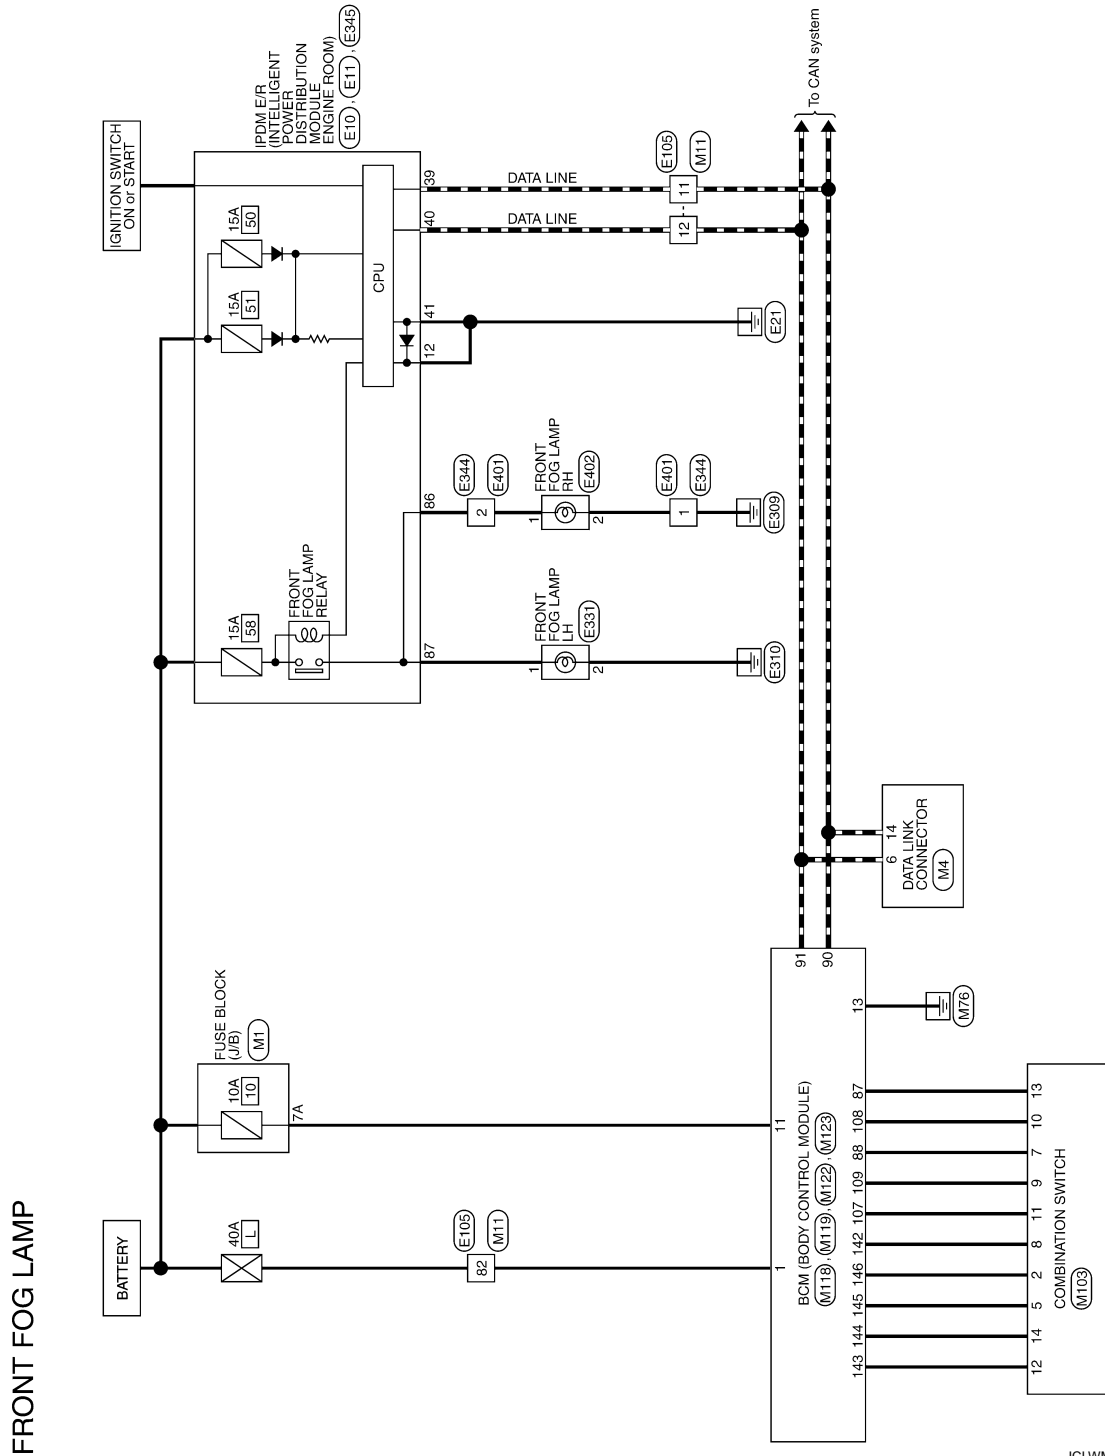 FRONT FOG LAMP
BATTERY
IGNITION SWITCH
ON or START
40A
L
E105
M11
82
1
FUSE BLOCK
(J/B)
M1
10A
10
7A
11
15A
58
FRONT
FOG LAMP
RELAY
15A
51
15A
50
CPU
IPDM E/R
(INTELLIGENT
POWER
DISTRIBUTION
MODULE
ENGINE ROOM)
E10 , E11 , E345
87
86
12
41
40
39
FRONT
FOG LAMP
LH
E331
1
2
E310
E344
E401
2
FRONT
FOG LAMP
RH
E402
1
2
E401
E344
1
E309
E21
DATA LINE
DATA LINE
E105
M11
12
11
To CAN system
BCM (BODY CONTROL MODULE)
M118 , M119 , M122 , M123
91
90
13
M76
6
14
DATA LINK
CONNECTOR
M4
143
144
145
146
142
107
109
88
108
87
12
14
5
2
8
11
9
7
10
13
COMBINATION SWITCH
M103